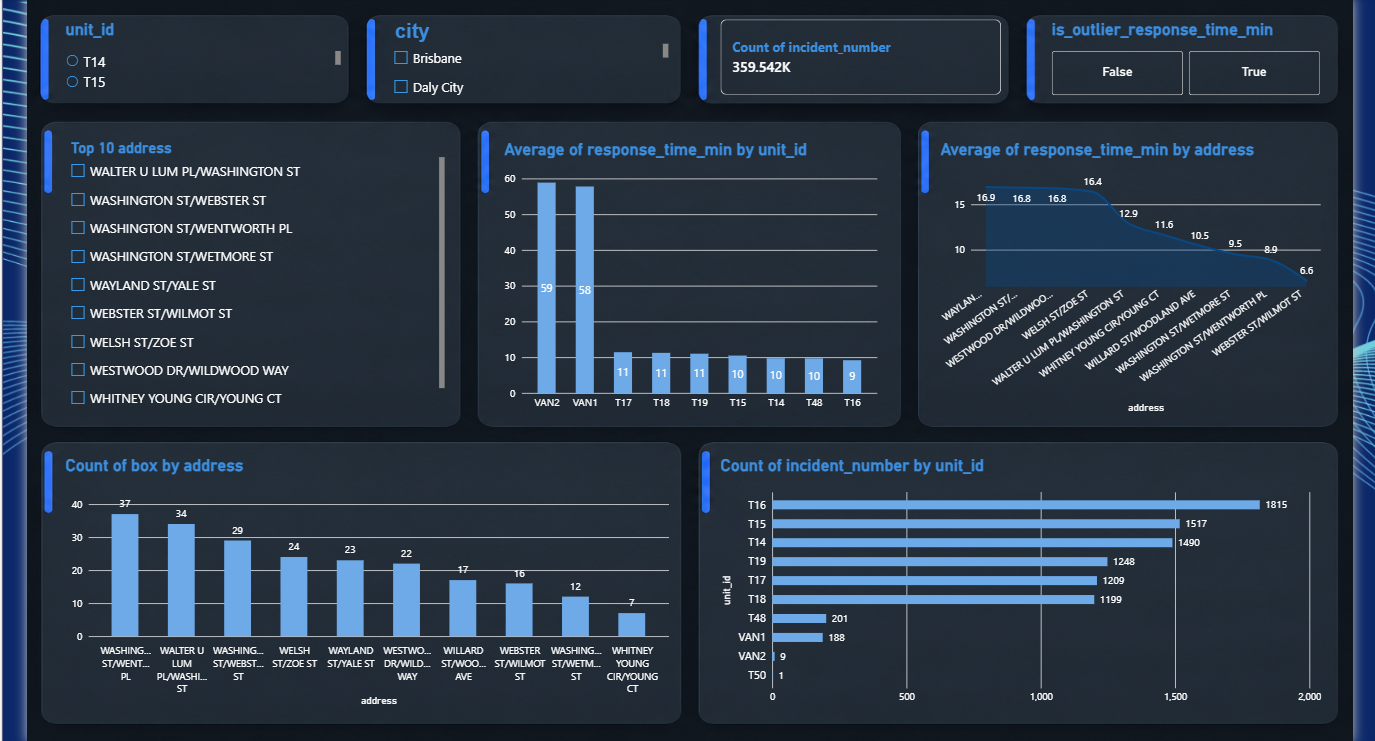 unit_id
T14
T15
city
Brisbane
Daly City
Count of incident_number
359.542K
is_outlier_response_time_min
False
True
Top 10 address
WALTER U LUM PL/WASHINGTON ST
WASHINGTON ST/WEBSTER ST
WASHINGTON ST/WENTWORTH PL
WASHINGTON ST/WETMORE ST
WAYLAND ST/YALE ST
WEBSTER ST/WILMOT ST
WELSH ST/ZOE ST
WESTWOOD DR/WILDWOOD WAY
WHITNEY YOUNG CIR/YOUNG CT
Average of response_time_min by unit_id
60
50
40
30
20
10
0
59
58
11
11
11
10
10
10
9
VAN2 VAN1 T17 T18 T19 T15 T14 T48 T16
Average of response_time_min by address
15
10
16.9
16.8
16.8
16.4
12.9
11.6
10.5
9.5
8.9
6.6
WAYLAN...
WASHINGTON ST/...
WESTWOOD DR/WILDWOO...
WELSH ST/ZOE ST
WALTER U LUM PL/WASHINGTON ST
WHITNEY YOUNG CIR/YOUNG CT
WILLARD ST/WOODLAND AVE
WASHINGTON ST/WETMORE ST
WASHINGTON ST/WENTWORTH PL
WEBSTER ST/WILMOT ST
address
Count of box by address
40
30
20
10
0
37
34
29
24
23
22
17
16
12
7
WASHING...
ST/WENT...
PL
WALTER U
LUM
PL/WASHI...
ST
WASHING...
ST/WEBST...
ST
WELSH
ST/ZOE ST
WAYLAND
ST/YALE ST
WESTWO...
DR/WILD...
WAY
WILLARD
ST/WOO...
AVE
WEBSTER
ST/WILMOT
ST
WASHING...
ST/WETM...
ST
WHITNEY
YOUNG
CIR/YOUNG
CT
address
Count of incident_number by unit_id
unit_id
T16 1815
T15 1517
T14 1490
T19 1248
T17 1209
T18 1199
T48 201
VAN1 188
VAN2 9
T50 1
0 500 1,000 1,500 2,000